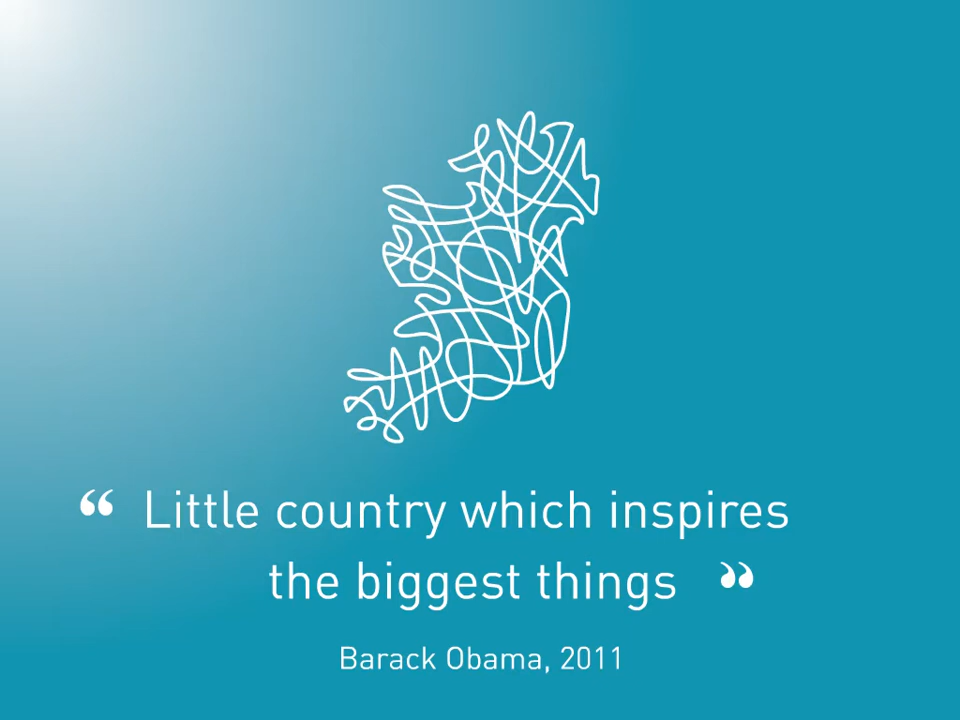 “ Little country which inspires
the biggest things ”
Barack Obama, 2011